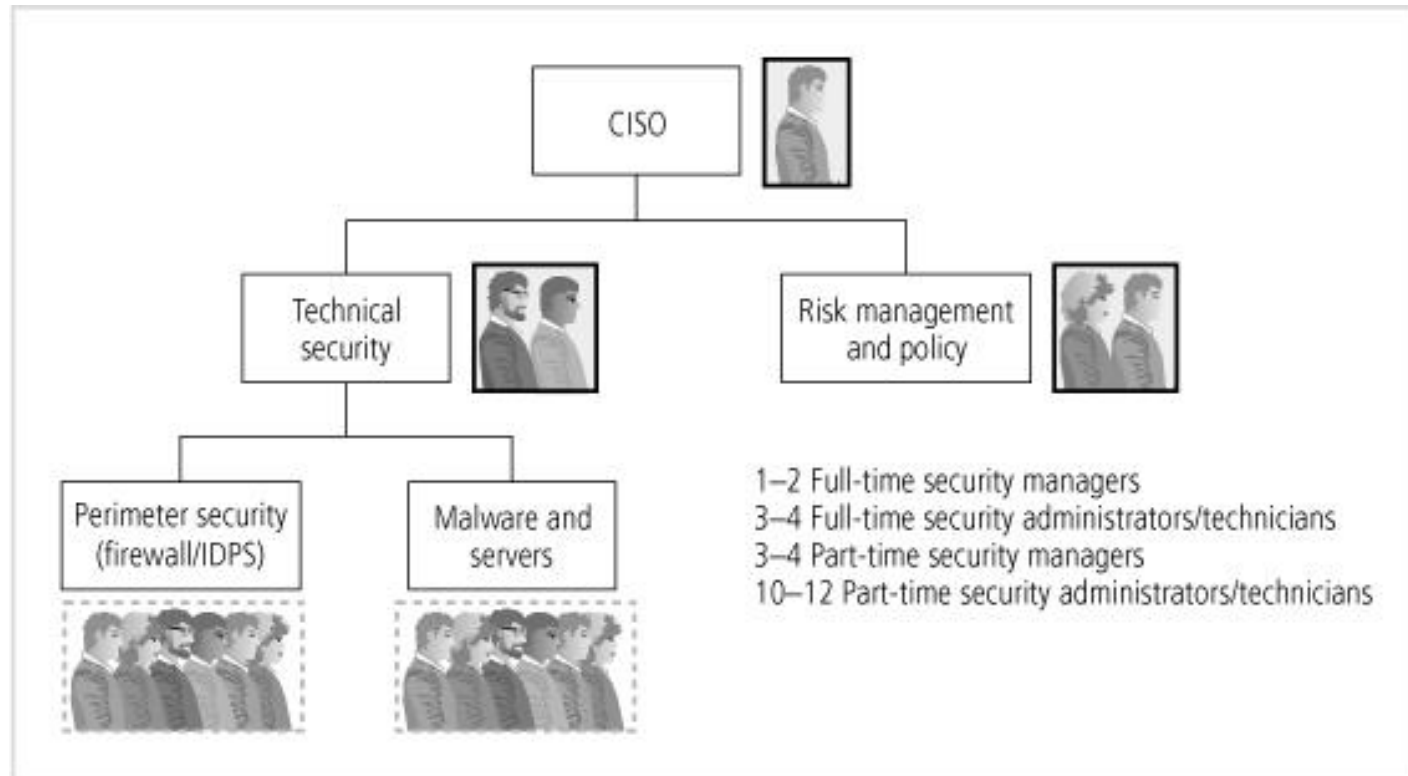 CISO
Technical
security
Risk management
and policy
Perimeter security
(firewall/IDPS)
Malware and
servers
1–2 Full-time security managers
3–4 Full-time security administrators/technicians
3–4 Part-time security managers
10–12 Part-time security administrators/technicians